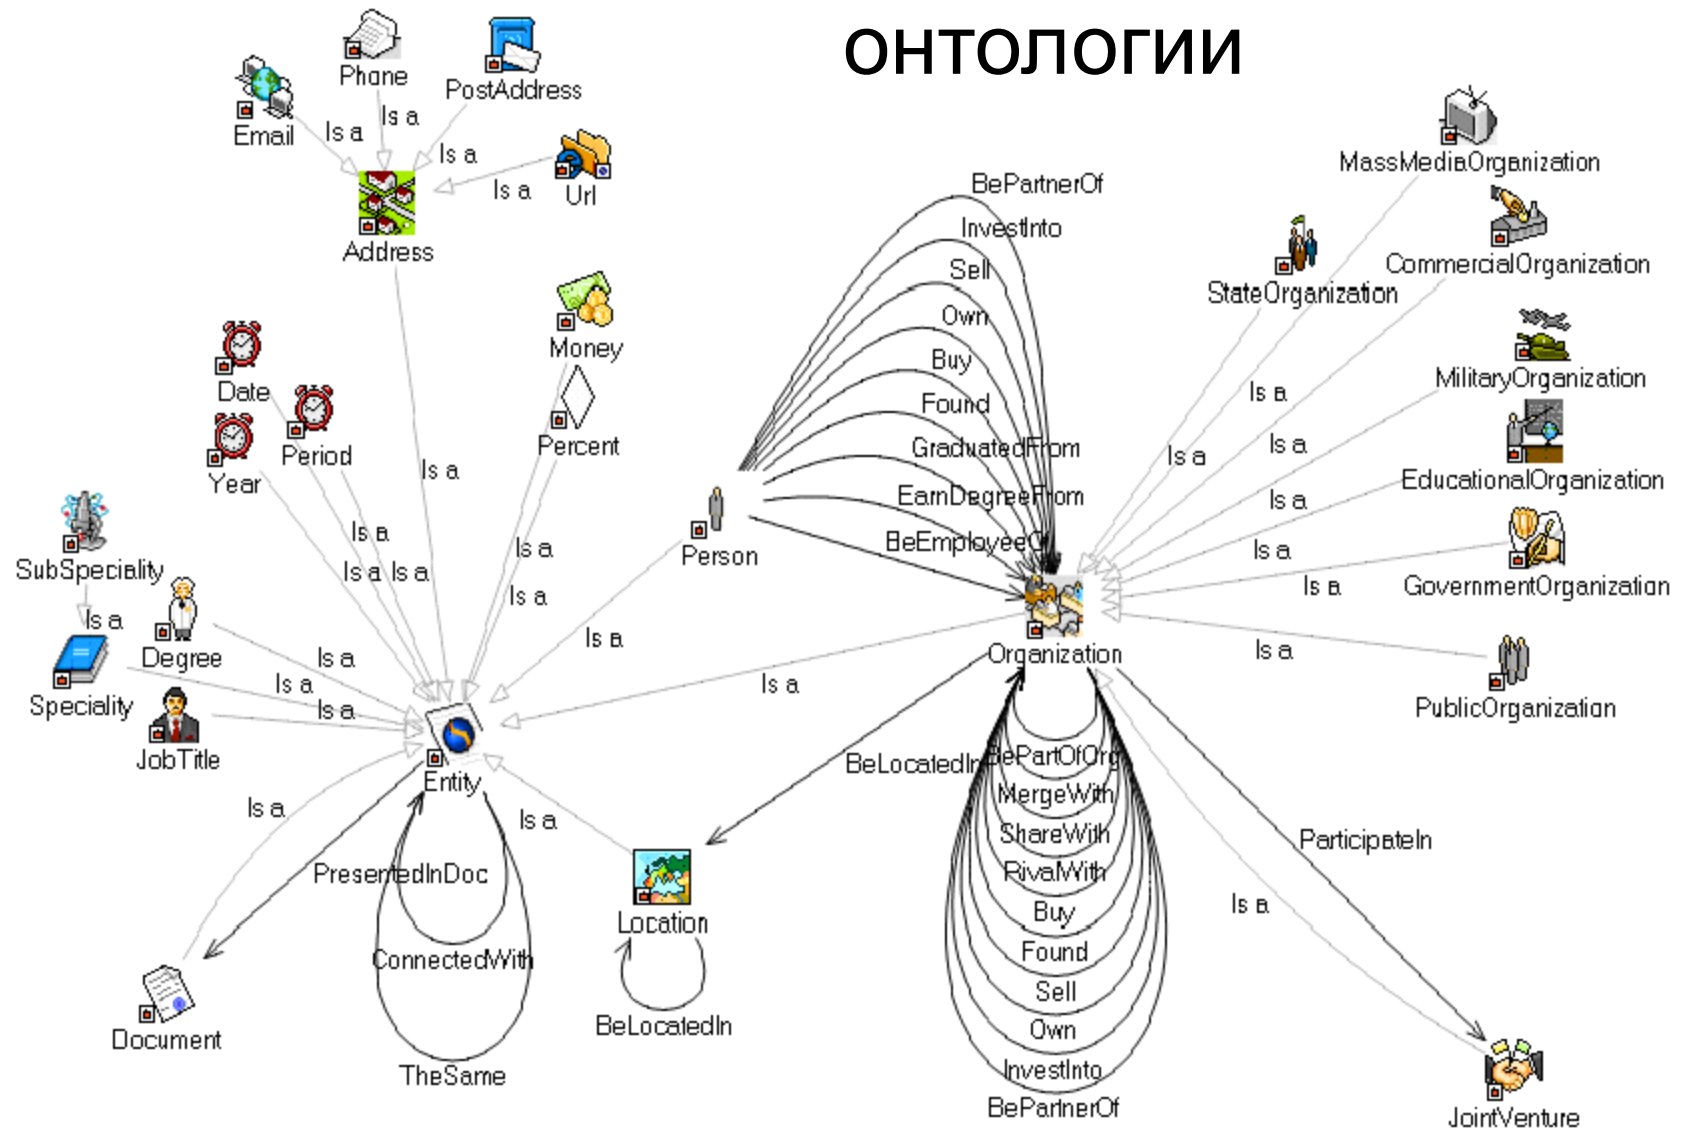 онтологии
Phone
PostAddress
Email
Is a
Is a
Is a
Is a
Url
Address
BePartnerOf
InvestInto
Sell
Own
Buy
Found
GraduatedFrom
EarnDegreeFrom
BeEmployeeOf
MassMediaOrganization
CommercialOrganization
StateOrganization
MilitaryOrganization
EducationalOrganization
GovernmentOrganization
PublicOrganization
Is a
Is a
Is a
Is a
Is a
Is a
Is a
Money
Date
Percent
Period
Year
Is a
Is a
Is a
Is a
Is a
Is a
SubSpeciality
Is a
Degree
Speciality
JobTitle
Is a
Is a
Is a
Person
Is a
Organization
Is a
Entity
Is a
Is a
PresentedInDoc
ConnectedWith
TheSame
Document
Location
BeLocatedIn
BeLocatedIn
BePartOfOrg
MergeWith
ShareWith
RivalWith
Buy
Found
Sell
Own
InvestInto
BePartnerOf
ParticipateIn
Is a
JointVenture